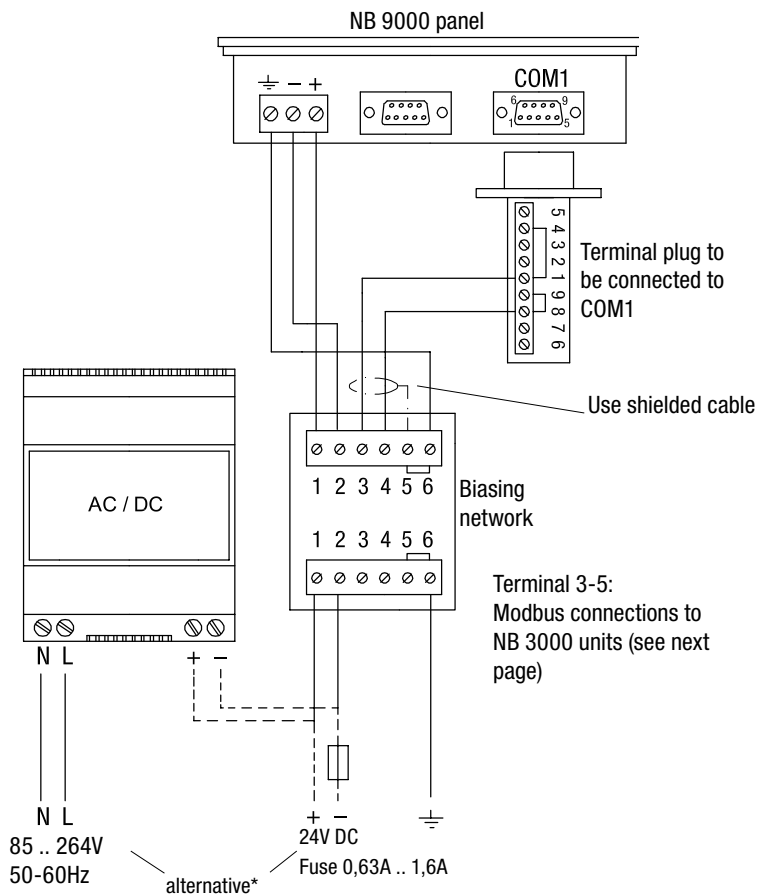 NB 9000 panel
COM1
− +
6 9
1 5
5 4 3 2 1 9 8 7 6
Terminal plug to
be connected to
COM1
Use shielded cable
AC / DC
1 2 3 4 5 6
Biasing
network
1 2 3 4 5 6
Terminal 3-5:
Modbus connections to
NB 3000 units (see next
page)
N L + −
N L
85 .. 264V
50-60Hz
+ −
24V DC
Fuse 0,63A .. 1,6A
alternative*